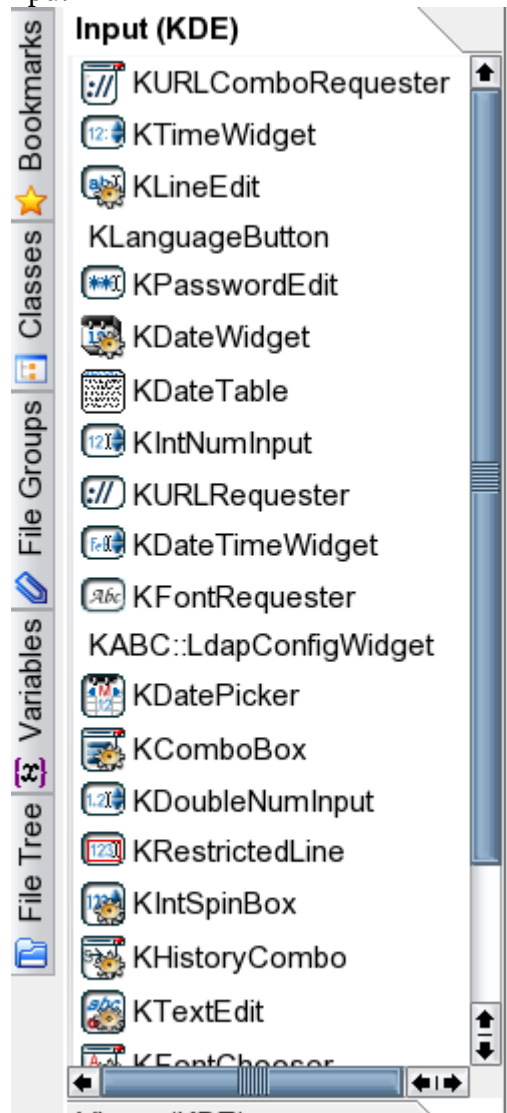 Input (KDE)
KURLComboRequester
KTimeWidget
KLineEdit
KLanguageButton
KPasswordEdit
KDateWidget
KDateTable
KIntNumInput
KURLRequester
KDateTimeWidget
KFontRequester
KABC::LdapConfigWidget
KDatePicker
KComboBox
KDoubleNumInput
KRestrictedLine
KIntSpinBox
KHistoryCombo
KTextEdit
KFontChooser
Bookmarks
Classes
File Groups
Variables
File Tree